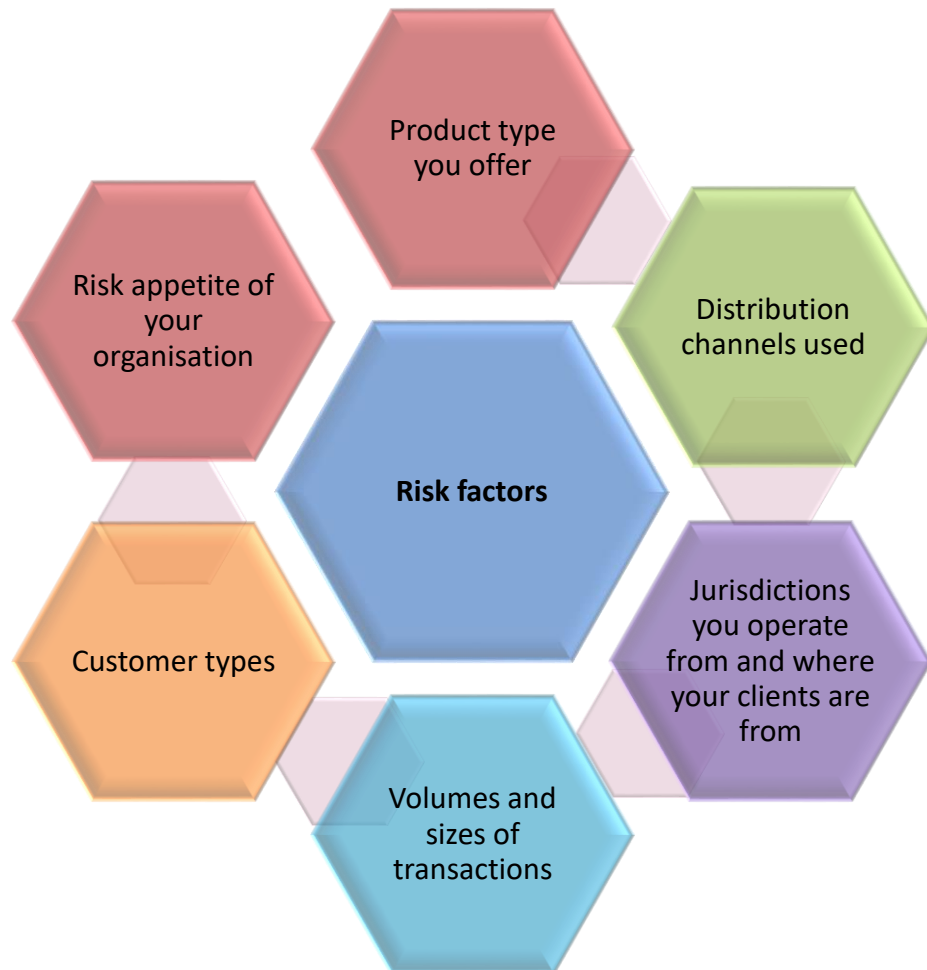 Product type
you offer
Distribution
channels used
Jurisdictions
you operate
from and where
your clients are
from
Volumes and
sizes of
transactions
Customer types
Risk appetite of
your
organisation
Risk factors